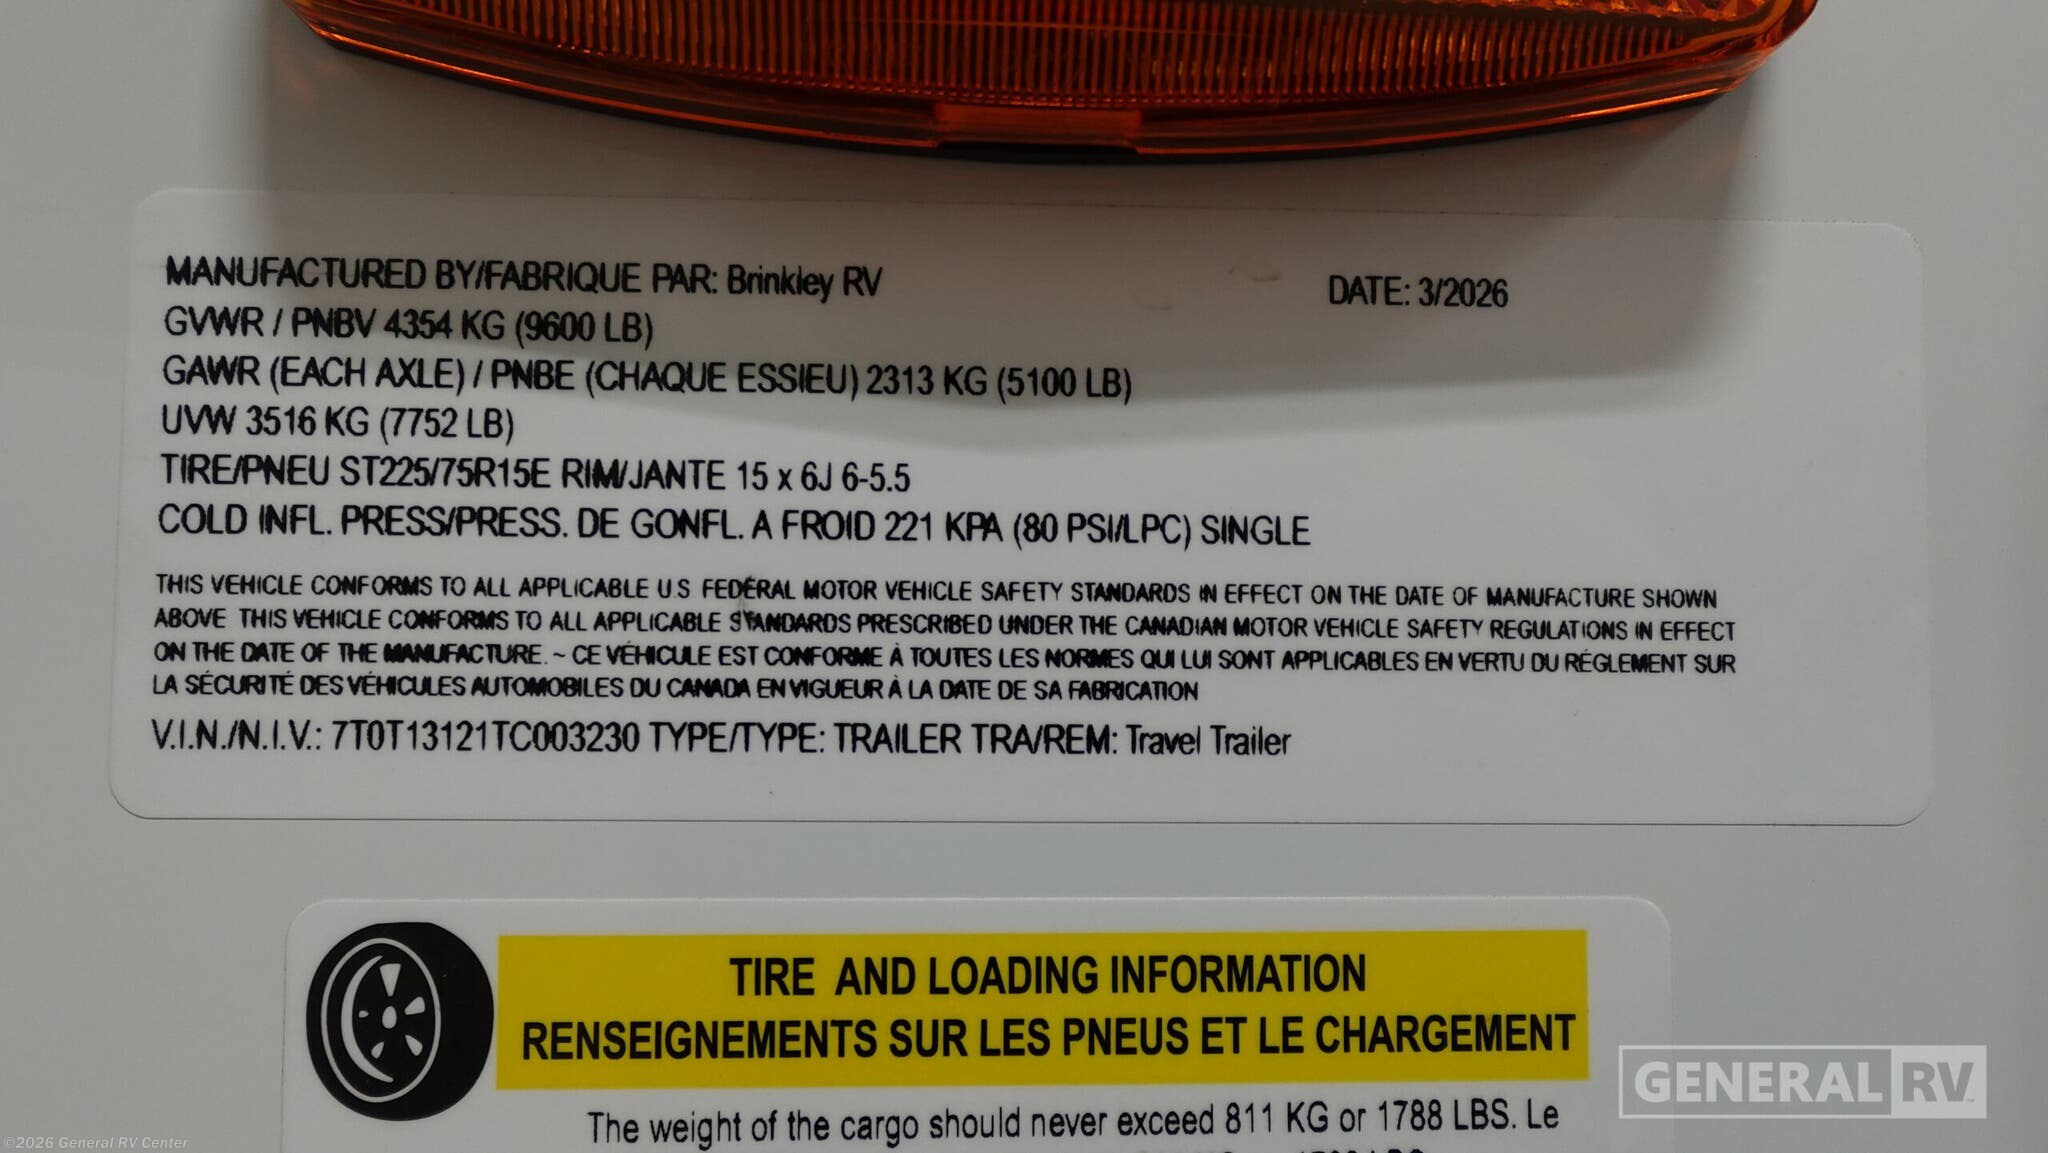 MANUFACTURED BY/FABRIQUE PAR: Brinkley RV DATE: 3/2026
GVWR / PNBV 4354 KG (9600 LB)
GAWR (EACH AXLE) / PNBE (CHAQUE ESSIEU) 2313 KG (5100 LB)
UVW 3516 KG (7752 LB)
TIRE/PNEU ST225/75R15E RIM/JANTE 15 x 6J 6-5.5
COLD INFL. PRESS/PRESS. DE GONFL. A FROID 221 KPA (80 PSI/LPC) SINGLE
THIS VEHICLE CONFORMS TO ALL APPLICABLE U.S FEDERAL MOTOR VEHICLE SAFETY STANDARDS IN EFFECT ON THE DATE OF MANUFACTURE SHOWN
ABOVE THIS VEHICLE CONFORMS TO ALL APPLICABLE STANDARDS PRESCRIBED UNDER THE CANADIAN MOTOR VEHICLE SAFETY REGULATIONS IN EFFECT
ON THE DATE OF THE MANUFACTURE. ~ CE VÉHICULE EST CONFORME À TOUTES LES NORMES QUI LUI SONT APPLICABLES EN VERTU DU RÉGLEMENT SUR
LA SÉCURITÉ DES VÉHICULES AUTOMOBILES DU CANADA EN VIGUEUR À LA DATE DE SA FABRICATION
V.I.N./N.I.V.: 7T0T13121TC003230 TYPE/TYPE: TRAILER TRA/REM: Travel Trailer
TIRE AND LOADING INFORMATION
RENSEIGNEMENTS SUR LES PNEUS ET LE CHARGEMENT
The weight of the cargo should never exceed 811 KG or 1788 LBS. Le
GENERAL RV
©2026 General RV Center